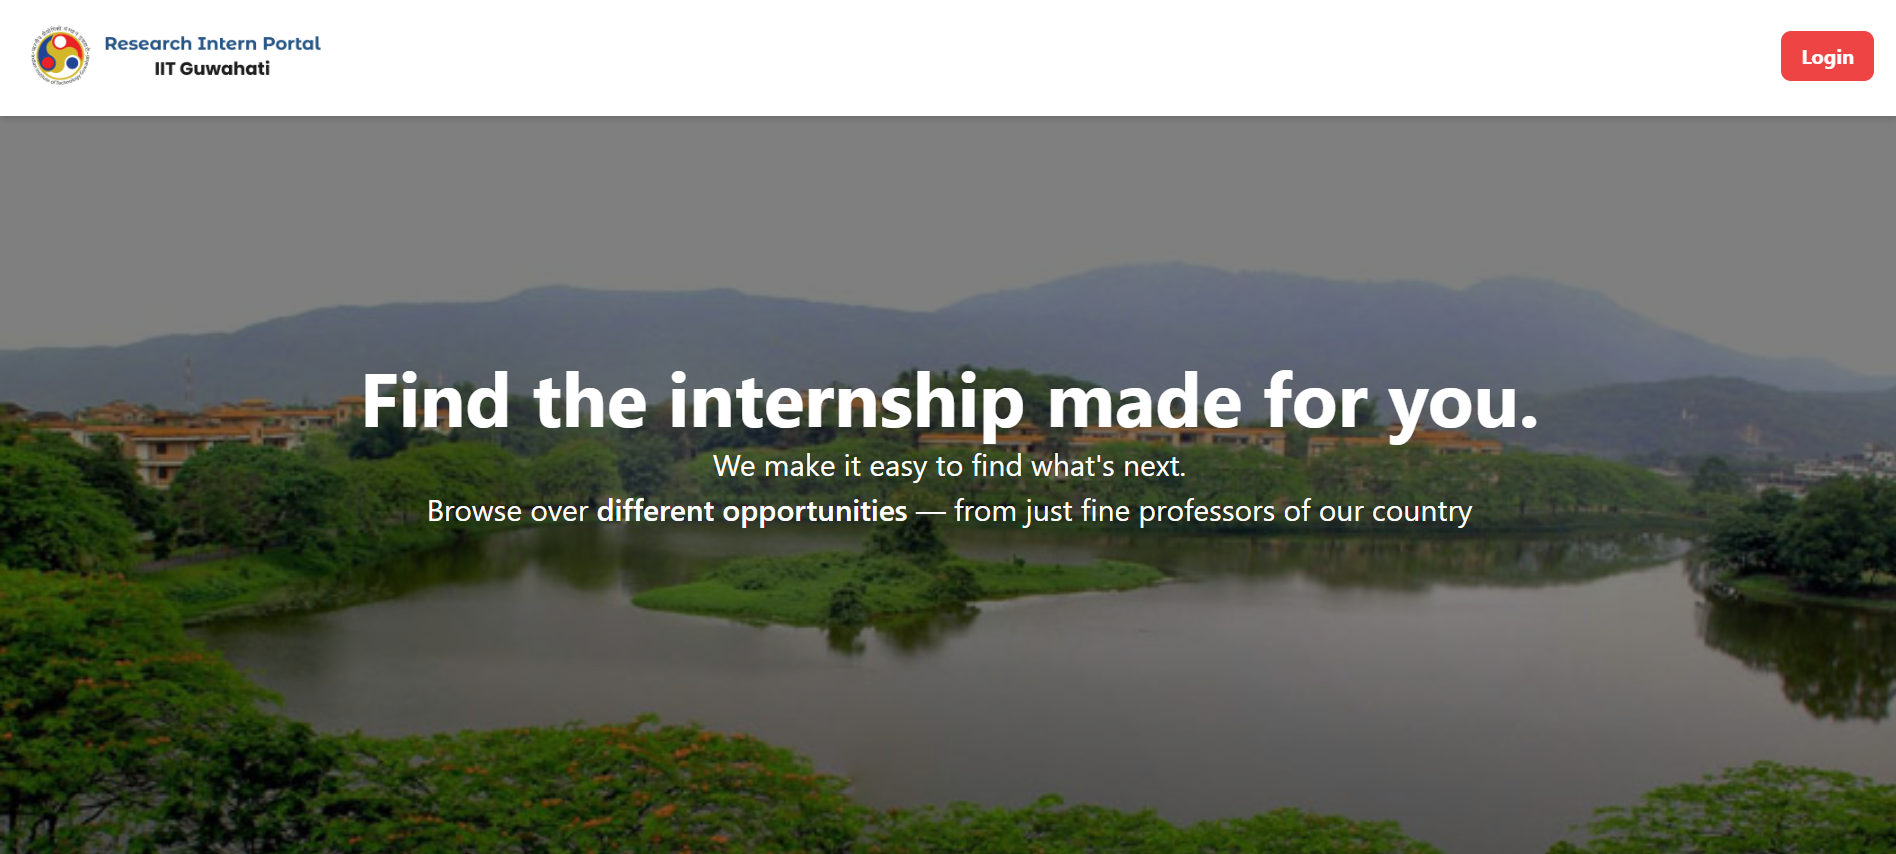 Research Intern Portal
IIT Guwahati
Login
Find the internship made for you.
We make it easy to find what's next.
Browse over different opportunities — from just fine professors of our country